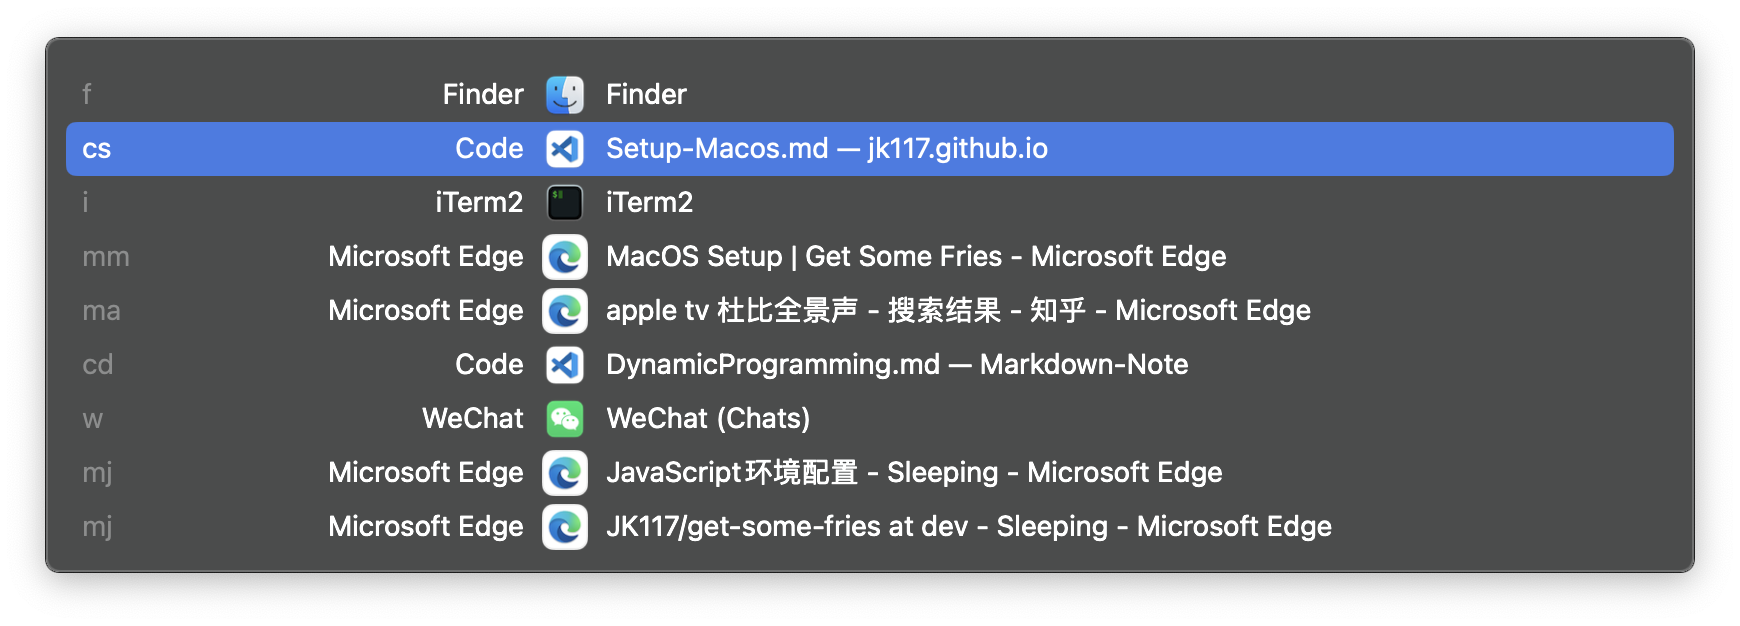 f Finder Finder
cs Code Setup-Macos.md — jk117.github.io
i iTerm2 $ iTerm2
mm Microsoft Edge MacOS Setup | Get Some Fries - Microsoft Edge
ma Microsoft Edge apple tv 杜比全景声 - 搜索结果 - 知乎 - Microsoft Edge
cd Code DynamicProgramming.md — Markdown-Note
w WeChat WeChat (Chats)
mj Microsoft Edge JavaScript环境配置 - Sleeping - Microsoft Edge
mj Microsoft Edge JK117/get-some-fries at dev - Sleeping - Microsoft Edge